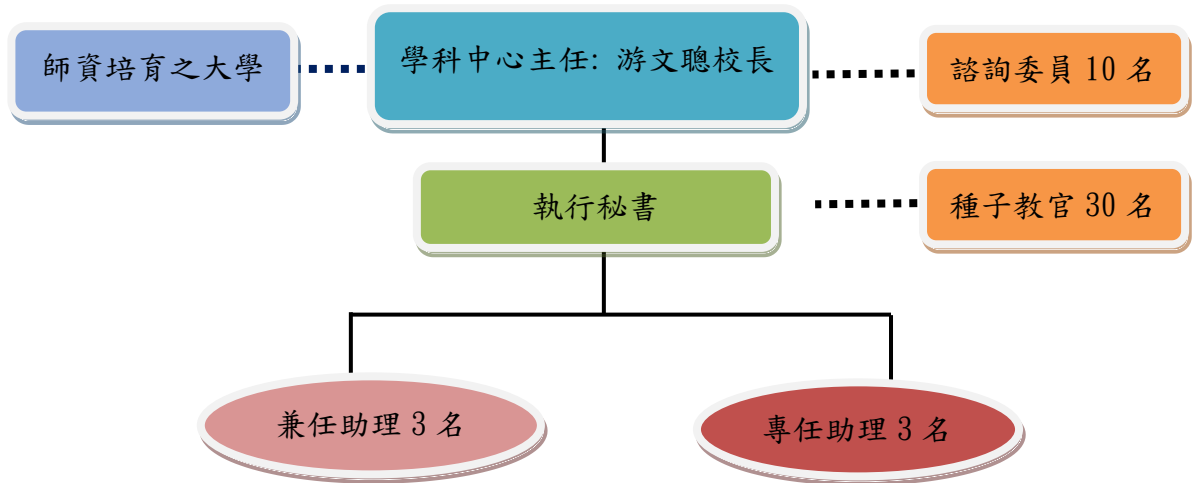 師資培育之大學
學科中心主任: 游文聰校長
諮詢委員 10 名
執行秘書
種子教官 30 名
兼任助理 3 名
專任助理 3 名